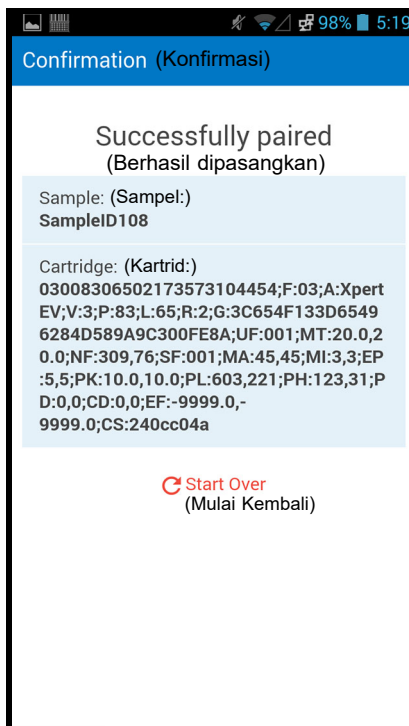 98% 5:19
Confirmation (Konfirmasi)
Successfully paired
(Berhasil dipasangkan)
Sample: (Sampel:)
SampleID108
Cartridge: (Kartrid:)
03008306502173573104454;F:03;A:Xpert
EV;V:3;P:83;L:65;R:2;G:3C654F133D6549
6284D589A9C300FE8A;UF:001;MT:20.0,2
0.0;NF:309,76;SF:001;MA:45,45;MI:3,3;EP
:5,5;PK:10.0,10.0;PL:603,221;PH:123,31;P
D:0,0;CD:0,0;EF:-9999.0,-
9999.0;CS:240cc04a
Start Over
(Mulai Kembali)